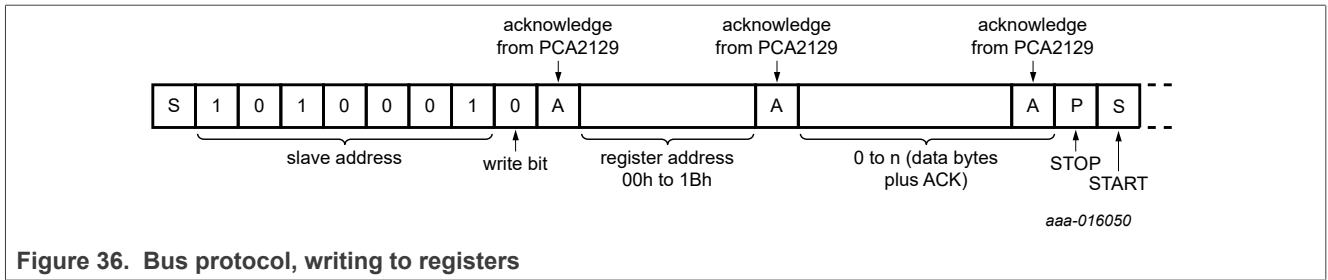 acknowledge
from PCA2129
acknowledge
from PCA2129
acknowledge
from PCA2129
S 1 0 1 0 0 0 1 0 A A A P S
slave address
write bit
register address
00h to 1Bh
0 to n (data bytes
plus ACK)
STOP
START
aaa-016050
Figure 36. Bus protocol, writing to registers